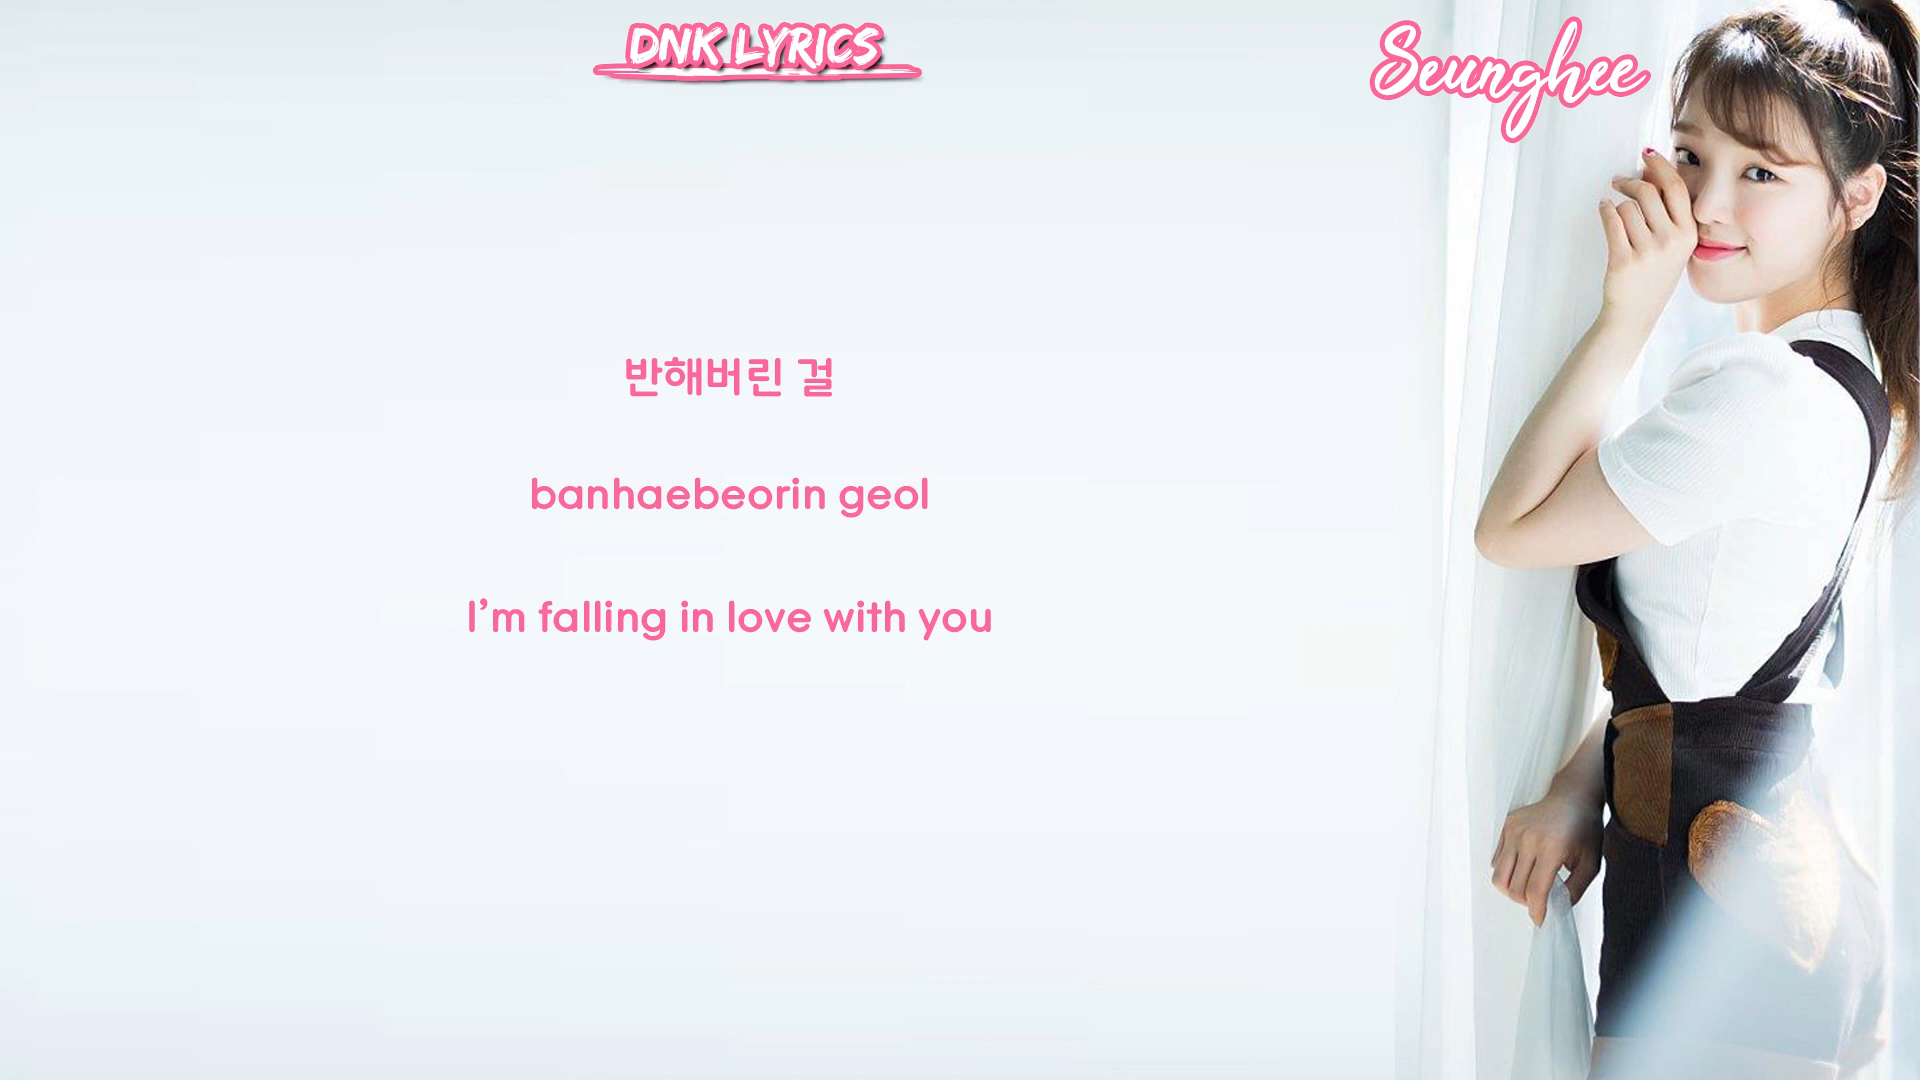 DNK LYRICS
Seunghee
반해버린 걸
banhaebeorin geol
I’m falling in love with you